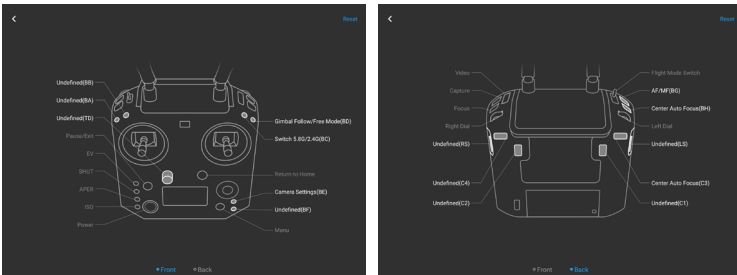 Reset
Undefined(BB)
Undefined(BA)
Undefined(TD)
Pause/Exo
EV
SHUT
APER
ISO
Power
Gimbal Follow/Free Mode(BD)
Switch 5.8G/2.4G(BC)
Return-to-Home
Camera Settings(BE)
Undefined(BF)
Menu
Front
Back
Reset
Video
Capture
Focus
Right Dial
Undefined(RS)
Undefined(C4)
Undefined(C2)
Flight Mode Switch
AF/MF(BG)
Center Auto Focus(BH)
Left Dial
Undefined(LS)
Center Auto Focus(C3)
Undefined(C1)
Front
Back